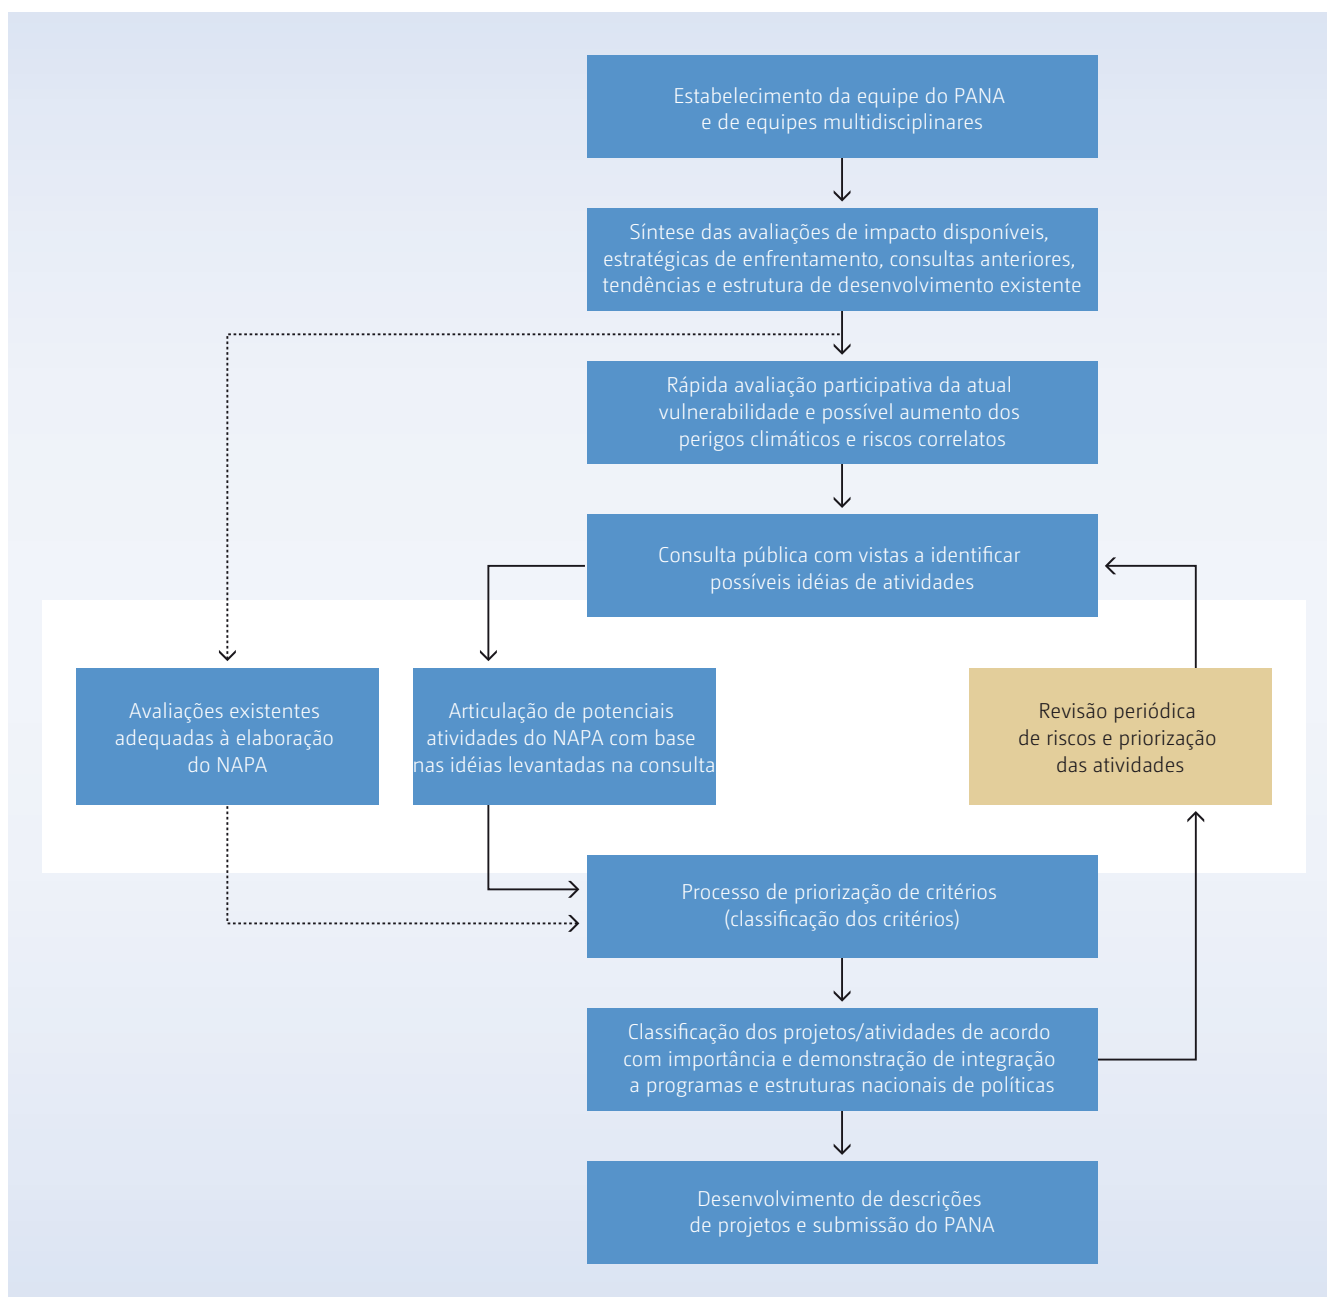 Estabelecimento da equipe do PANA
e de equipes multidisciplinares
Síntese das avaliações de impacto disponíveis,
estratégicas de enfrentamento, consultas anteriores,
tendências e estrutura de desenvolvimento existente
Rápida avaliação participativa da atual
vulnerabilidade e possível aumento dos
perigos climáticos e riscos correlatos
Consulta pública com vistas a identificar
possíveis idéias de atividades
Avaliações existentes
adequadas à elaboração
do NAPA
Articulação de potenciais
atividades do NAPA com base
nas idéias levantadas na consulta
Revisão periódica
de riscos e priorização
das atividades
Processo de priorização de critérios
(classificação dos critérios)
Classificação dos projetos/atividades de acordo
com importância e demonstração de integração
a programas e estruturas nacionais de políticas
Desenvolvimento de descrições
de projetos e submissão do PANA